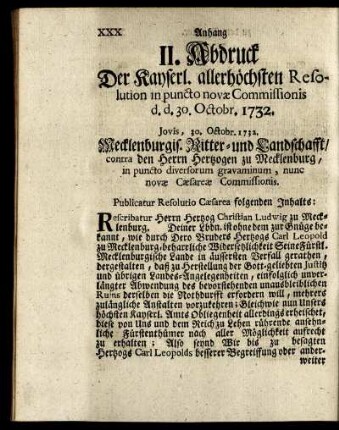 XXX Anhang
II. Abdruck
Der Kayserl. allerhöchsten Reso-
lution in puncto novæ Commissionis
d. d. 30. Octobr. 1732.
Jovis, 30. Octobr. 1732.
Mecklenburgis. Ritter-und Landschafft/
contra den Herrn Hertzogen zu Mecklenburg,
in puncto diversorum gravaminum, nunc
novæ Cæsareæ Commissionis.
Publicatur Resolutio Cæsarea folgenden Inhalts:
Rescribatur Herrn Hertzog Christian Ludwig zu Meck-
lenburg. Deiner Lbdn. ist ohne dem zur Gnüge be-
kannt, wie durch Dero Bruders Hertzogs Carl Leopold
zu Mecklenburg beharrliche Widersetzlichkeit Seine Fürstl.
Mecklenburgische Lande in äusersten Verfall gerathen,
dergestalten, daß zu Herstellung der Gott-geliebten Justitz
und übrigen Landes-Angelegenheiten, einfolglich unver-
längter Abwendung des bevorstehenden unausbleiblichen
Ruins derselben die Nothdurfft erfordern will, mehrers
zulängliche Anstalten vorzukehren: Gleichwie nun Unsers
höchsten Kayserl. Amts Obliegenheit allerdings erheischet,
diese von Uns und dem Reich zu Lehen rührende ansehn-
liche Fürstenthümer nach aller Möglichkeit aufrecht
zu erhalten: Also seynd Wir bis zu besagten
Hertzogs Carl Leopolds besserer Begreiffung oder ander-
weiter